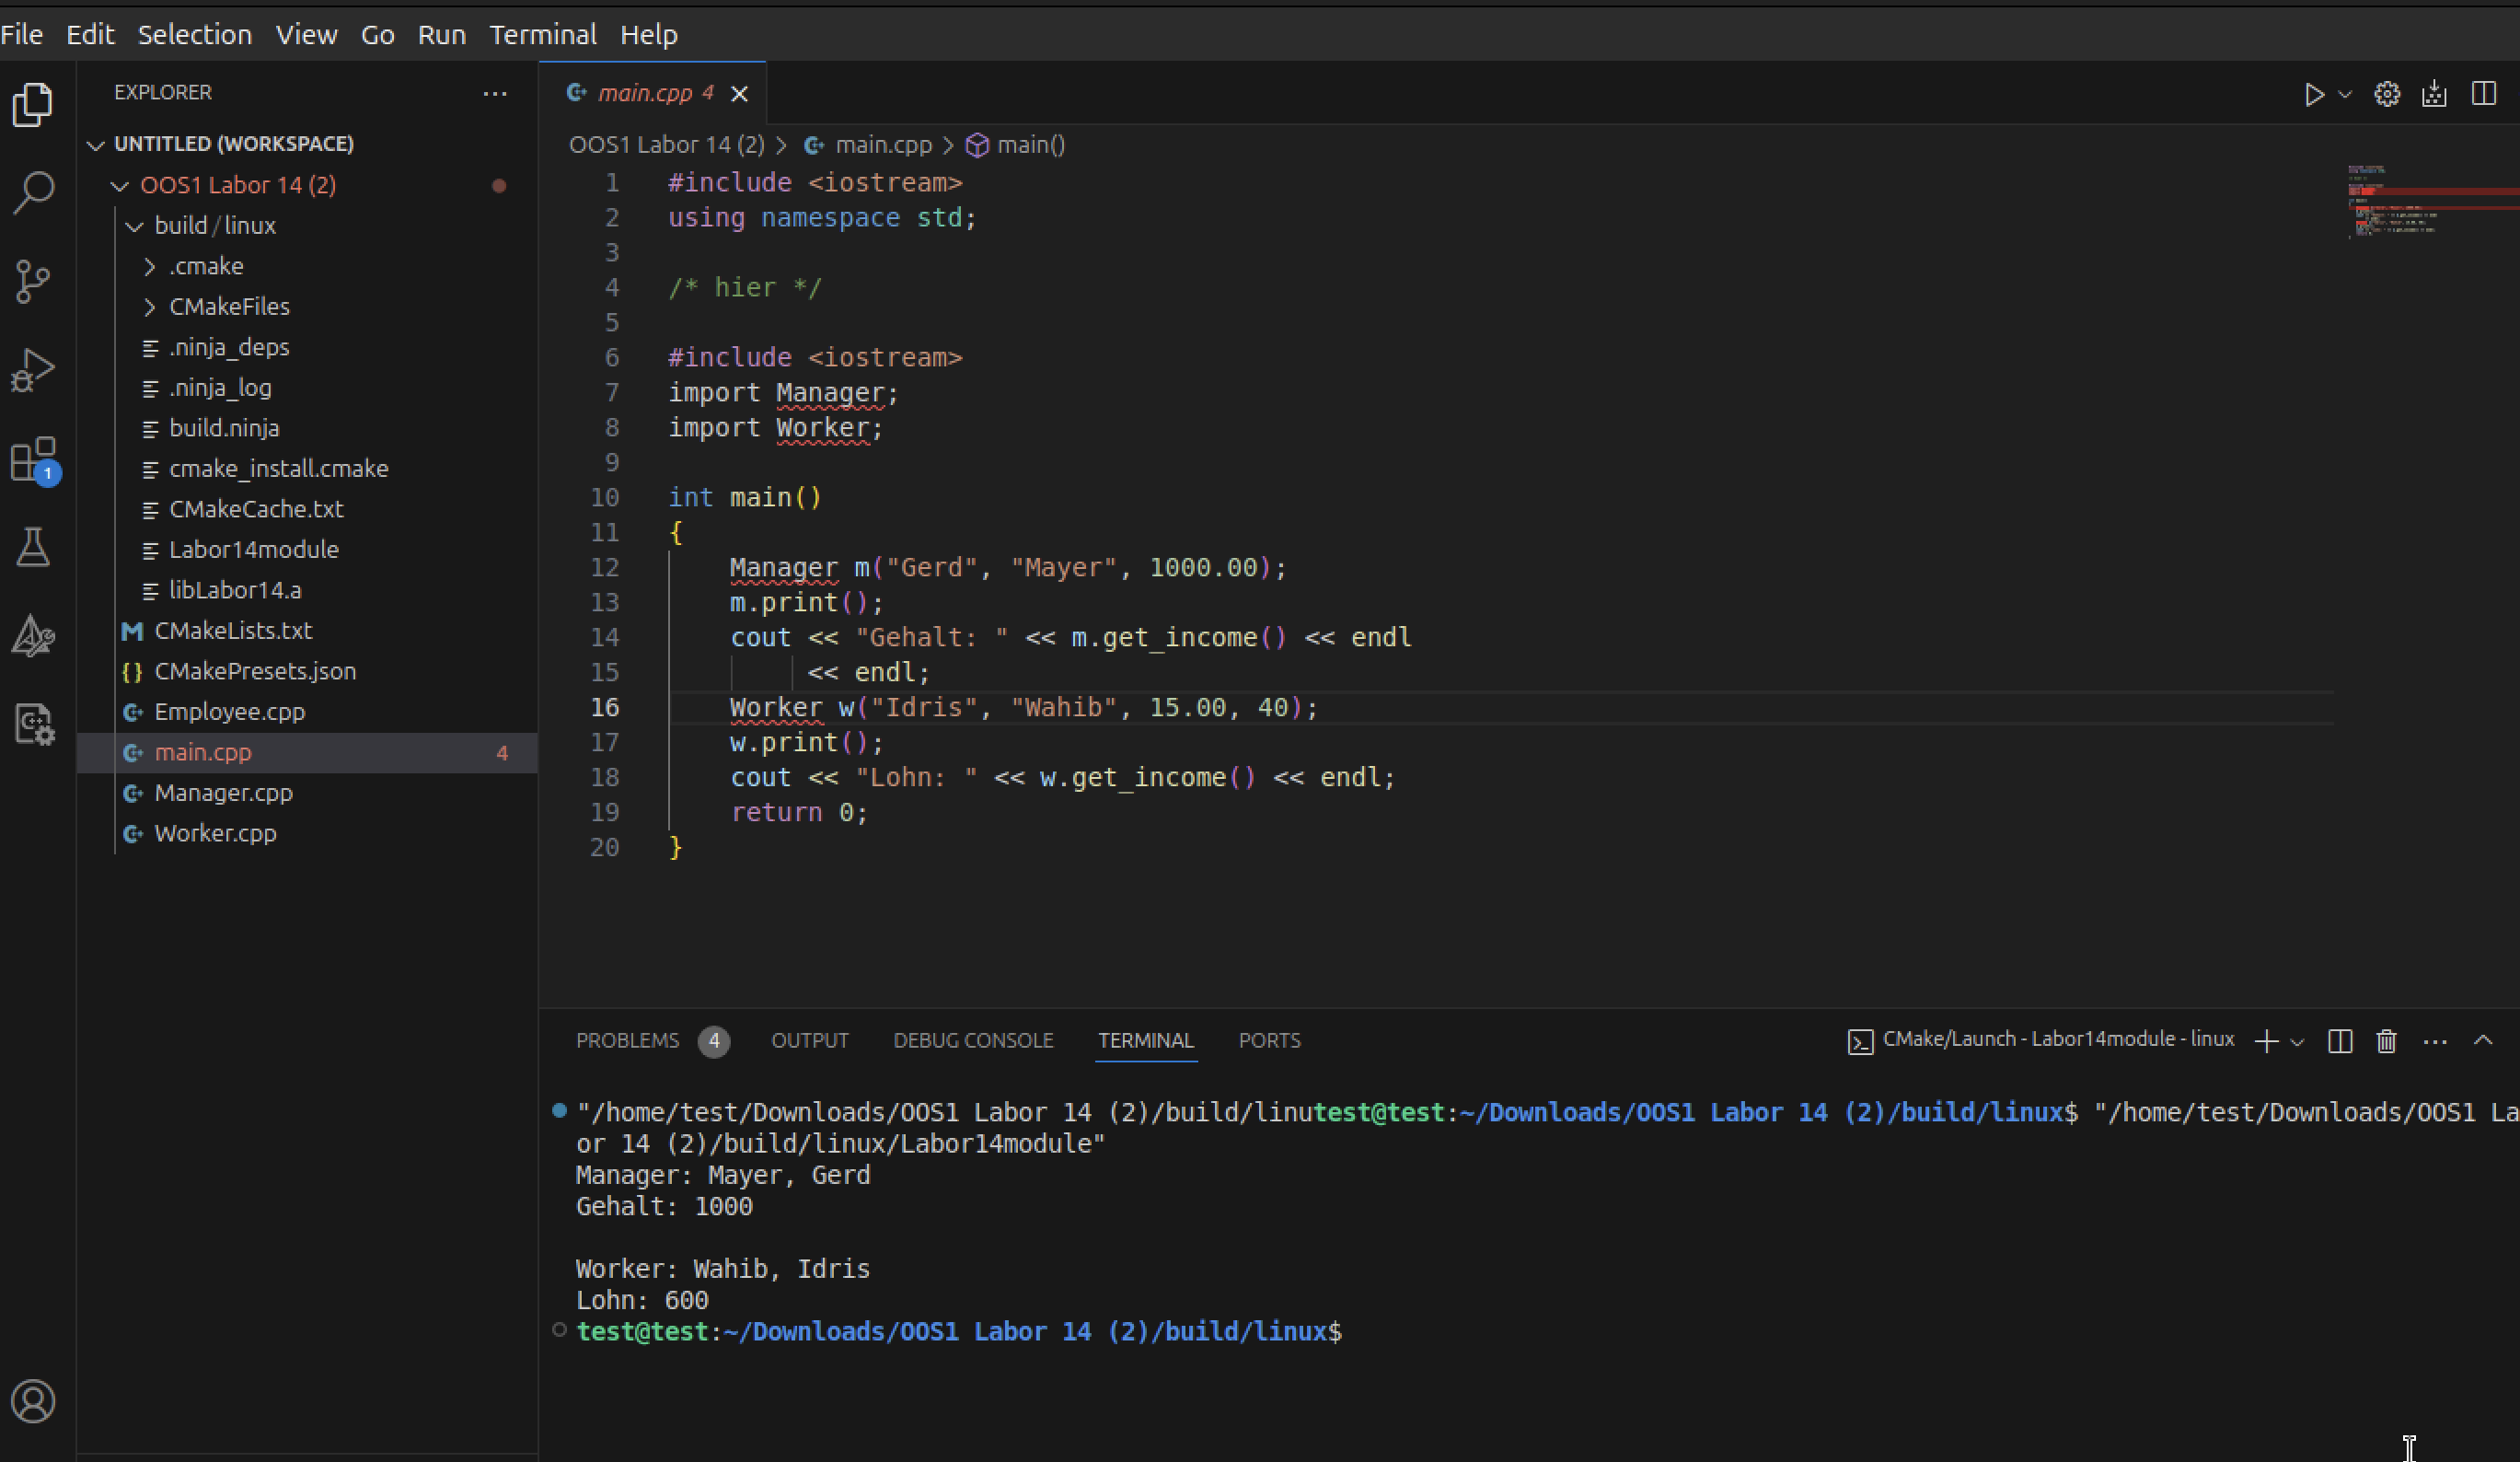 File Edit Selection View Go Run Terminal Help
EXPLORER ...
UNTITLED (WORKSPACE)
OOS1 Labor 14 (2)
build / linux
.cmake
CMakeFiles
.ninja_deps
.ninja_log
build.ninja
cmake_install.cmake
CMakeCache.txt
Labor14module
libLabor14.a
CMakeLists.txt
CMakePresets.json
Employee.cpp
main.cpp 4
Manager.cpp
Worker.cpp
1
main.cpp 4
OOS1 Labor 14 (2) > main.cpp > main()
1 #include <iostream>
2 using namespace std;
3
4 /* hier */
5
6 #include <iostream>
7 import Manager;
8 import Worker;
9
10 int main()
11 {
12 Manager m("Gerd", "Mayer", 1000.00);
13 m.print();
14 cout << "Gehalt: " << m.get_income() << endl
15 << endl;
16 Worker w("Idris", "Wahib", 15.00, 40);
17 w.print();
18 cout << "Lohn: " << w.get_income() << endl;
19 return 0;
20 }
PROBLEMS 4 OUTPUT DEBUG CONSOLE TERMINAL PORTS
CMake/Launch - Labor14module - linux
"/home/test/Downloads/OOS1 Labor 14 (2)/build/linutest@test:~/Downloads/OOS1 Labor 14 (2)/build/linux$ "/home/test/Downloads/OOS1 La
or 14 (2)/build/linux/Labor14module"
Manager: Mayer, Gerd
Gehalt: 1000
Worker: Wahib, Idris
Lohn: 600
test@test:~/Downloads/OOS1 Labor 14 (2)/build/linux$